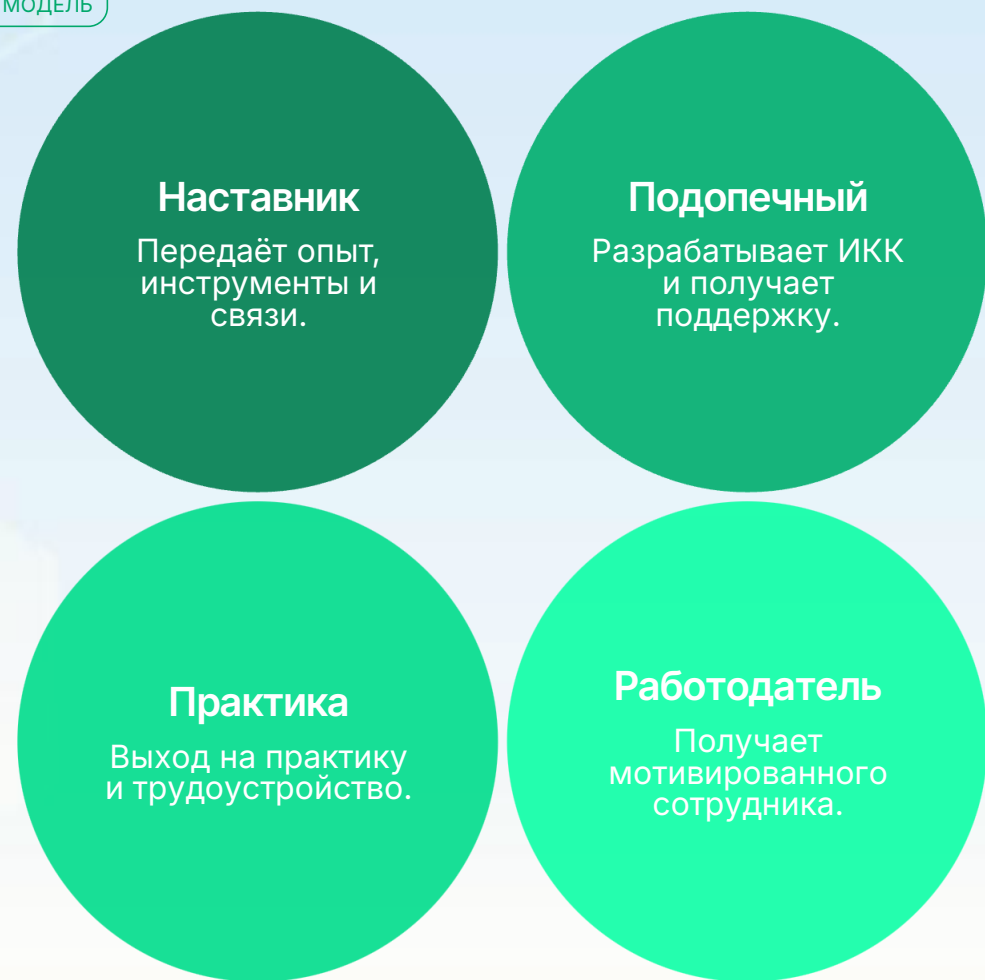 МОДЕЛЬ
Наставник
Передаёт опыт,
инструменты и
связи.
Подопечный
Разрабатывает ИКК
и получает
поддержку.
Практика
Выход на практику
и трудоустройство.
Работодатель
Получает
мотивированного
сотрудника.